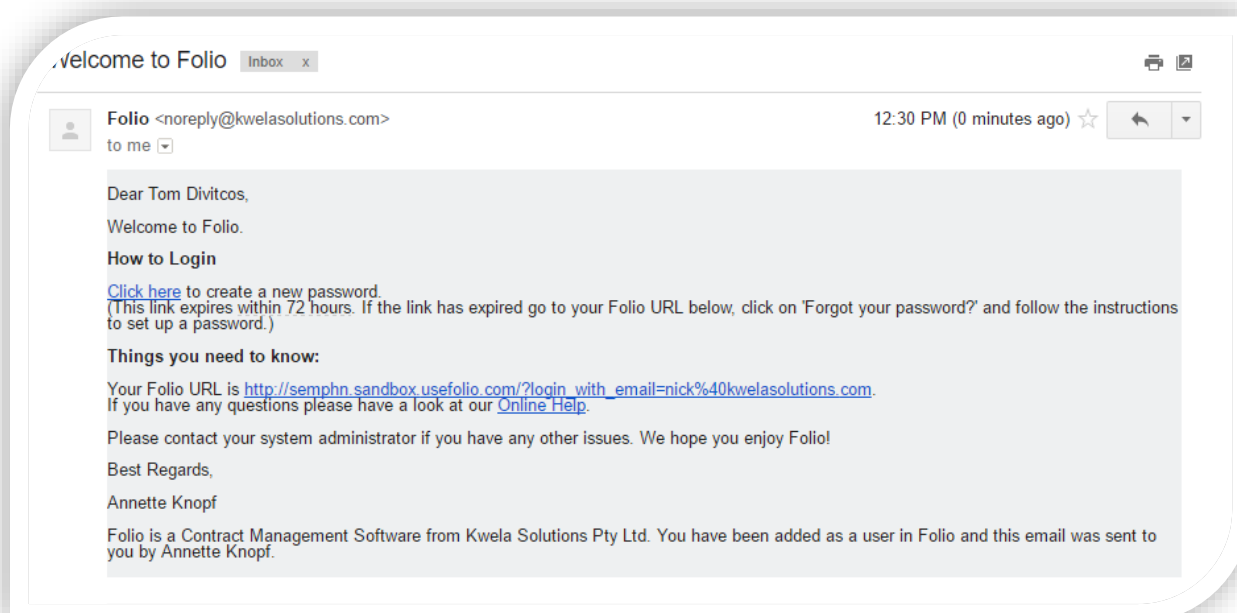 Welcome to Folio Inbox x
Folio <noreply@kwelasolutions.com> 12:30 PM (0 minutes ago)
to me
Dear Tom Divitcos,
Welcome to Folio.
How to Login
Click here to create a new password.
(This link expires within 72 hours. If the link has expired go to your Folio URL below, click on 'Forgot your password?' and follow the instructions
to set up a password.)
Things you need to know:
Your Folio URL is http://semphn.sandbox.usefolio.com/?login_with_email=nick%40kwelasolutions.com.
If you have any questions please have a look at our Online Help.
Please contact your system administrator if you have any other issues. We hope you enjoy Folio!
Best Regards,
Annette Knopf
Folio is a Contract Management Software from Kwela Solutions Pty Ltd. You have been added as a user in Folio and this email was sent to
you by Annette Knopf.